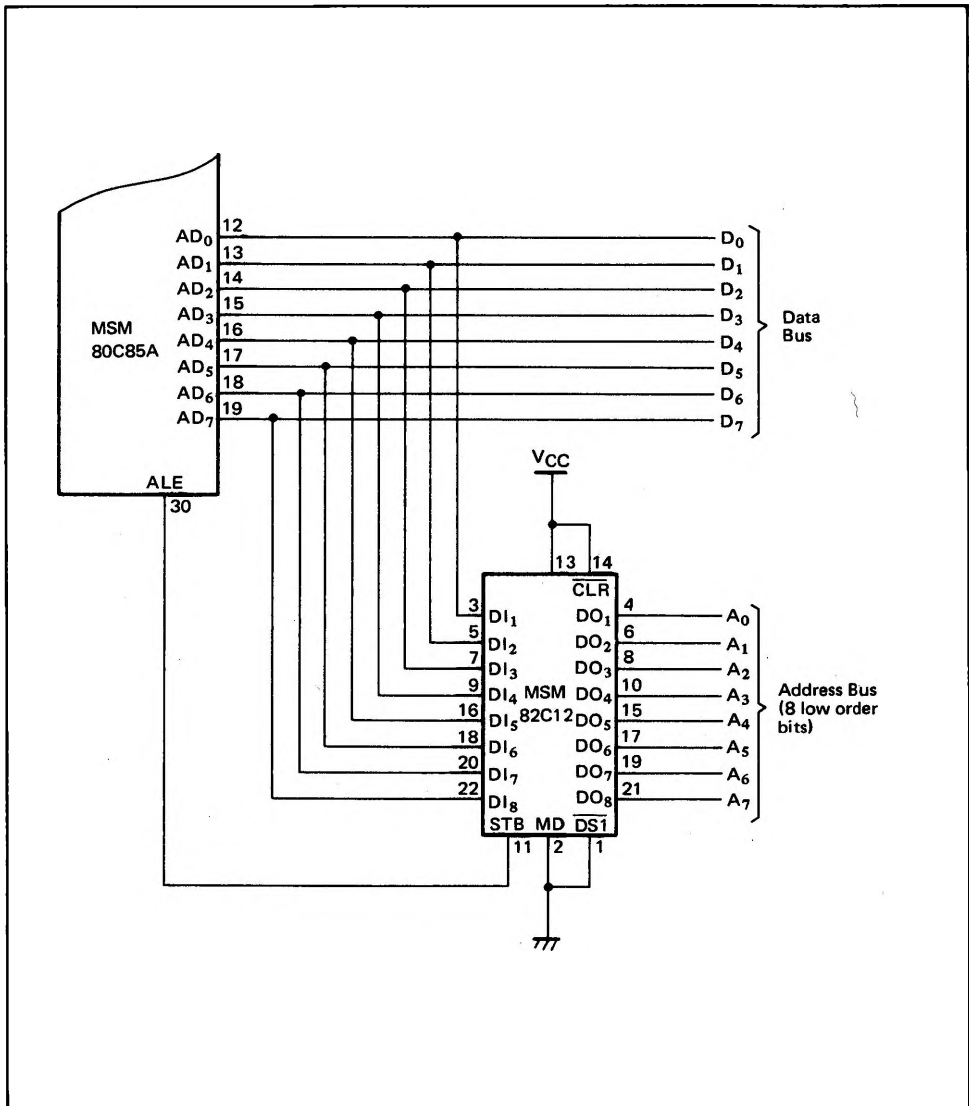 12
AD0 D0
13
AD1 D1
14
AD2 D2
15
AD3 D3
MSM Data
16
80C85A AD4 D4 Bus
17
AD5 D5
18
AD6 D6
19
AD7 D7
VCC
ALE
30
13 14
CLR
3 DI1 DO1 4 A0
5 DI2 DO2 6 A1
7 DI3 DO3 8 A2
9 DI4 MSM DO4 10 A3 Address Bus
16 DI5 82C12 DO5 15 A4 (8 low order
18 DI6 DO6 17 A5 bits)
20 DI7 DO7 19 A6
22 DI8 DO8 21 A7
STB MD DS1
11 2 1